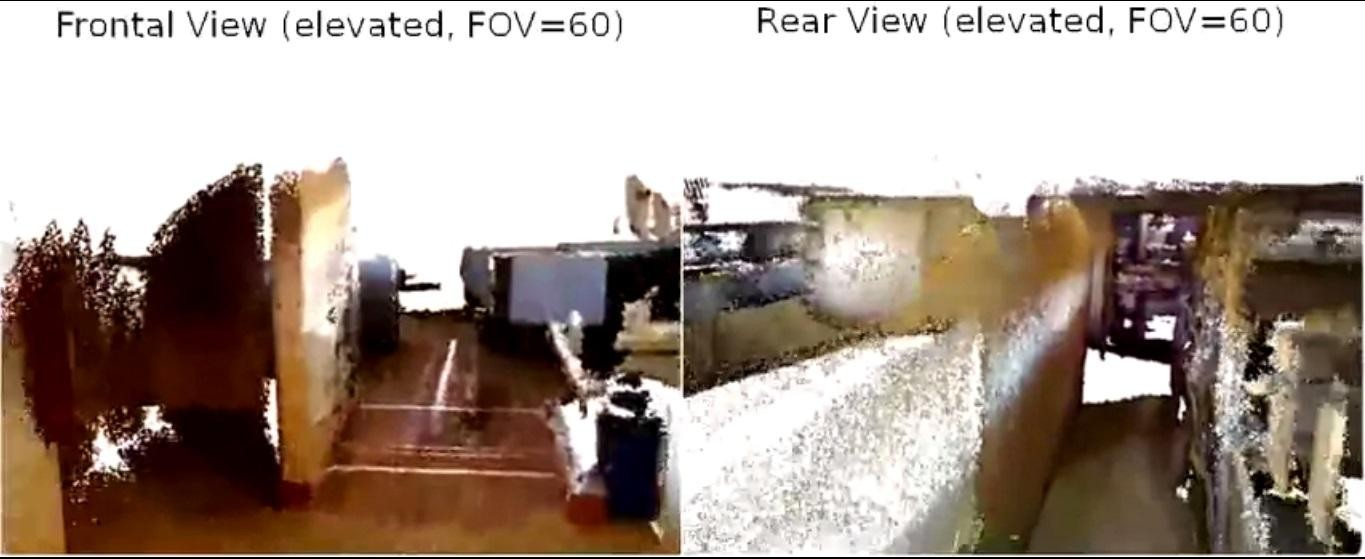 Frontal View (elevated, FOV=60)
Rear View (elevated, FOV=60)